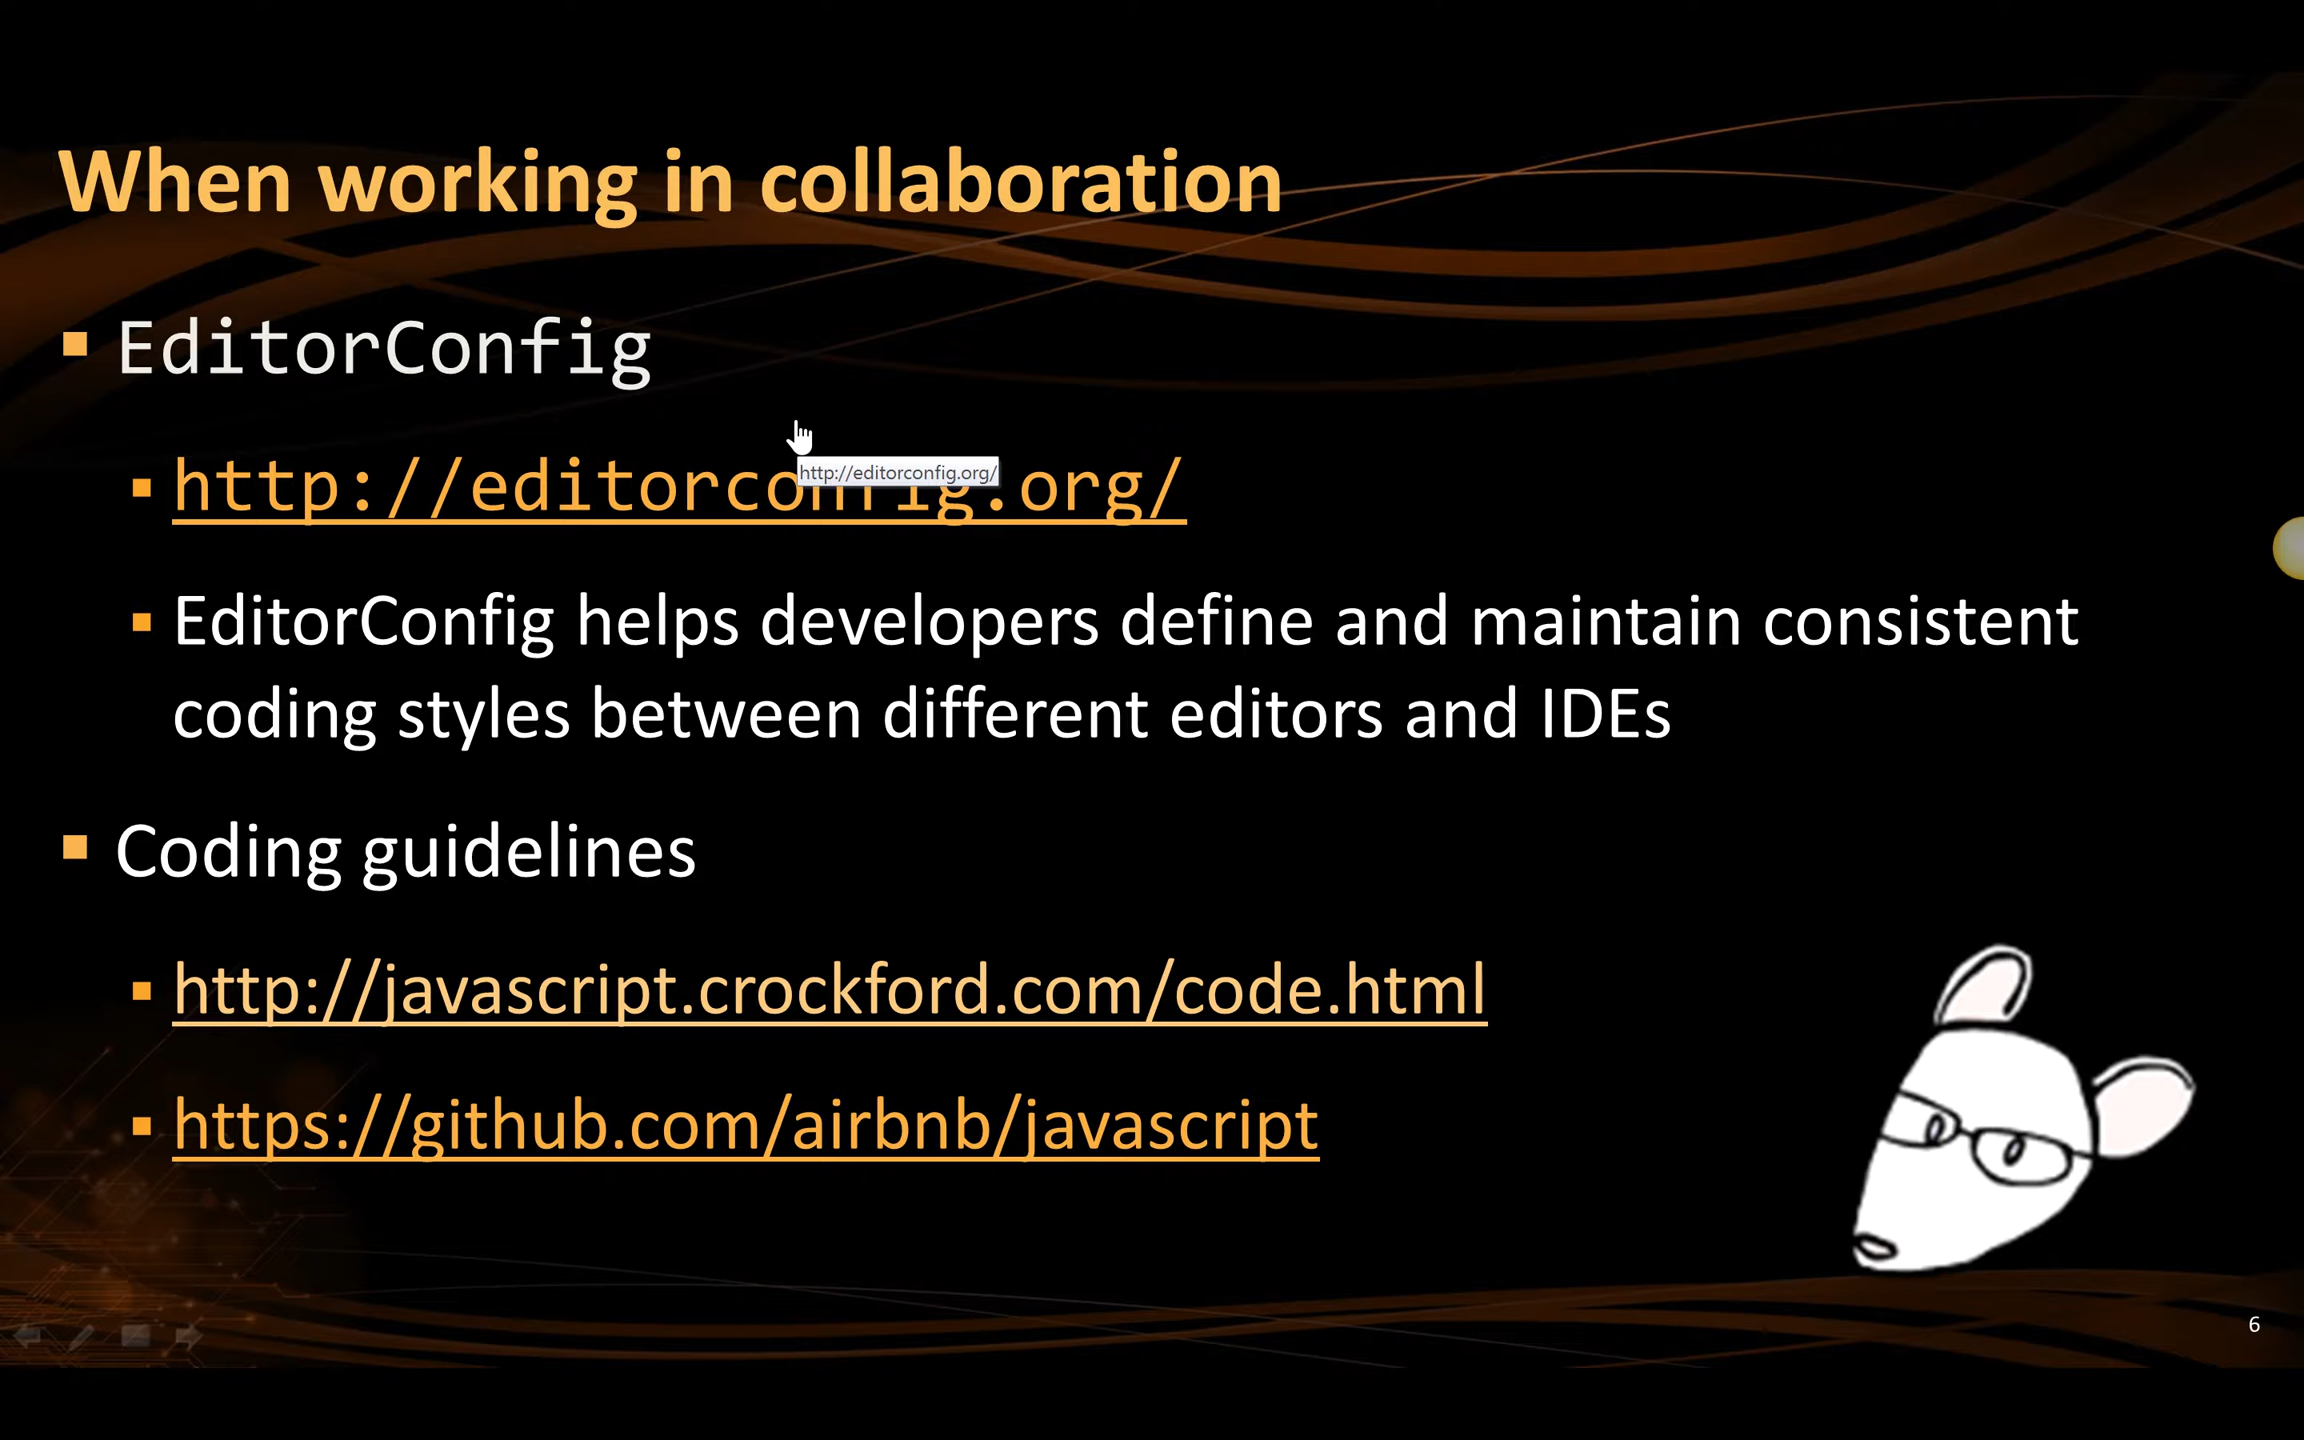 When working in collaboration
EditorConfig
http://editorconfig.org/
http://editorconfig.org/
EditorConfig helps developers define and maintain consistent
coding styles between different editors and IDEs
Coding guidelines
http://javascript.crockford.com/code.html
https://github.com/airbnb/javascript
6